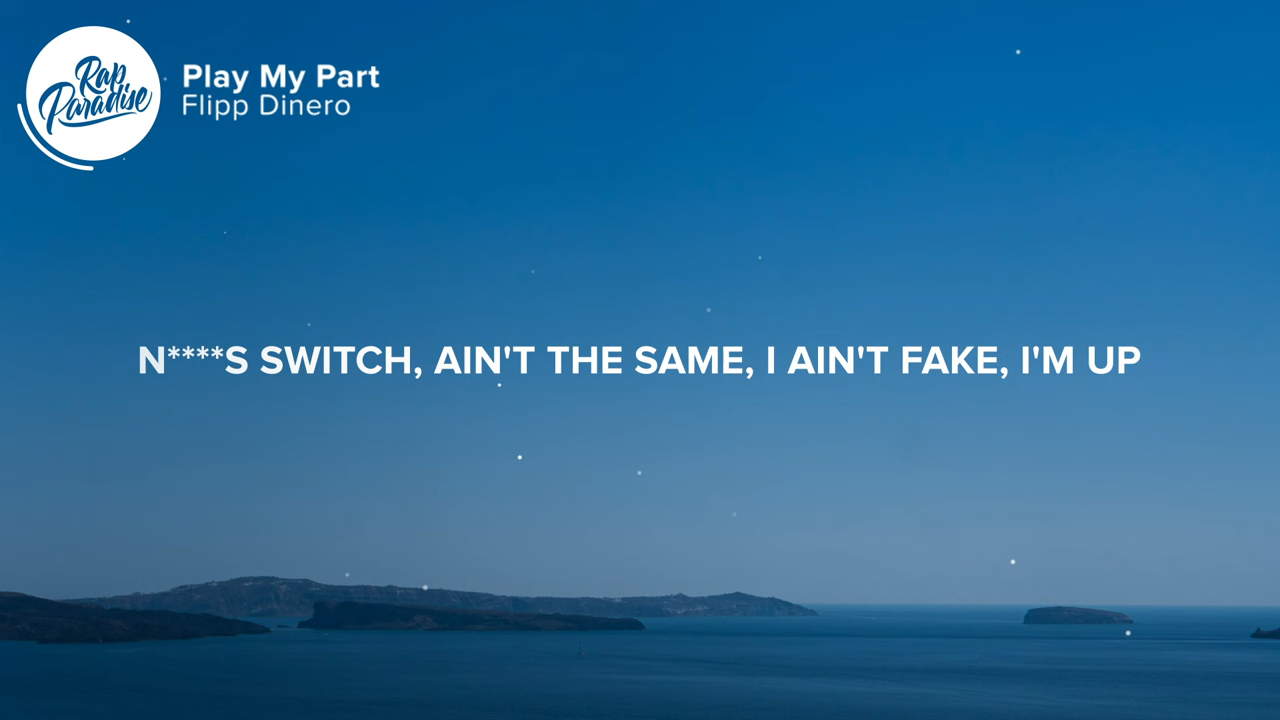 Rap
Paradise
Play My Part
Flipp Dinero
N****S SWITCH, AIN'T THE SAME, I AIN'T FAKE, I'M UP